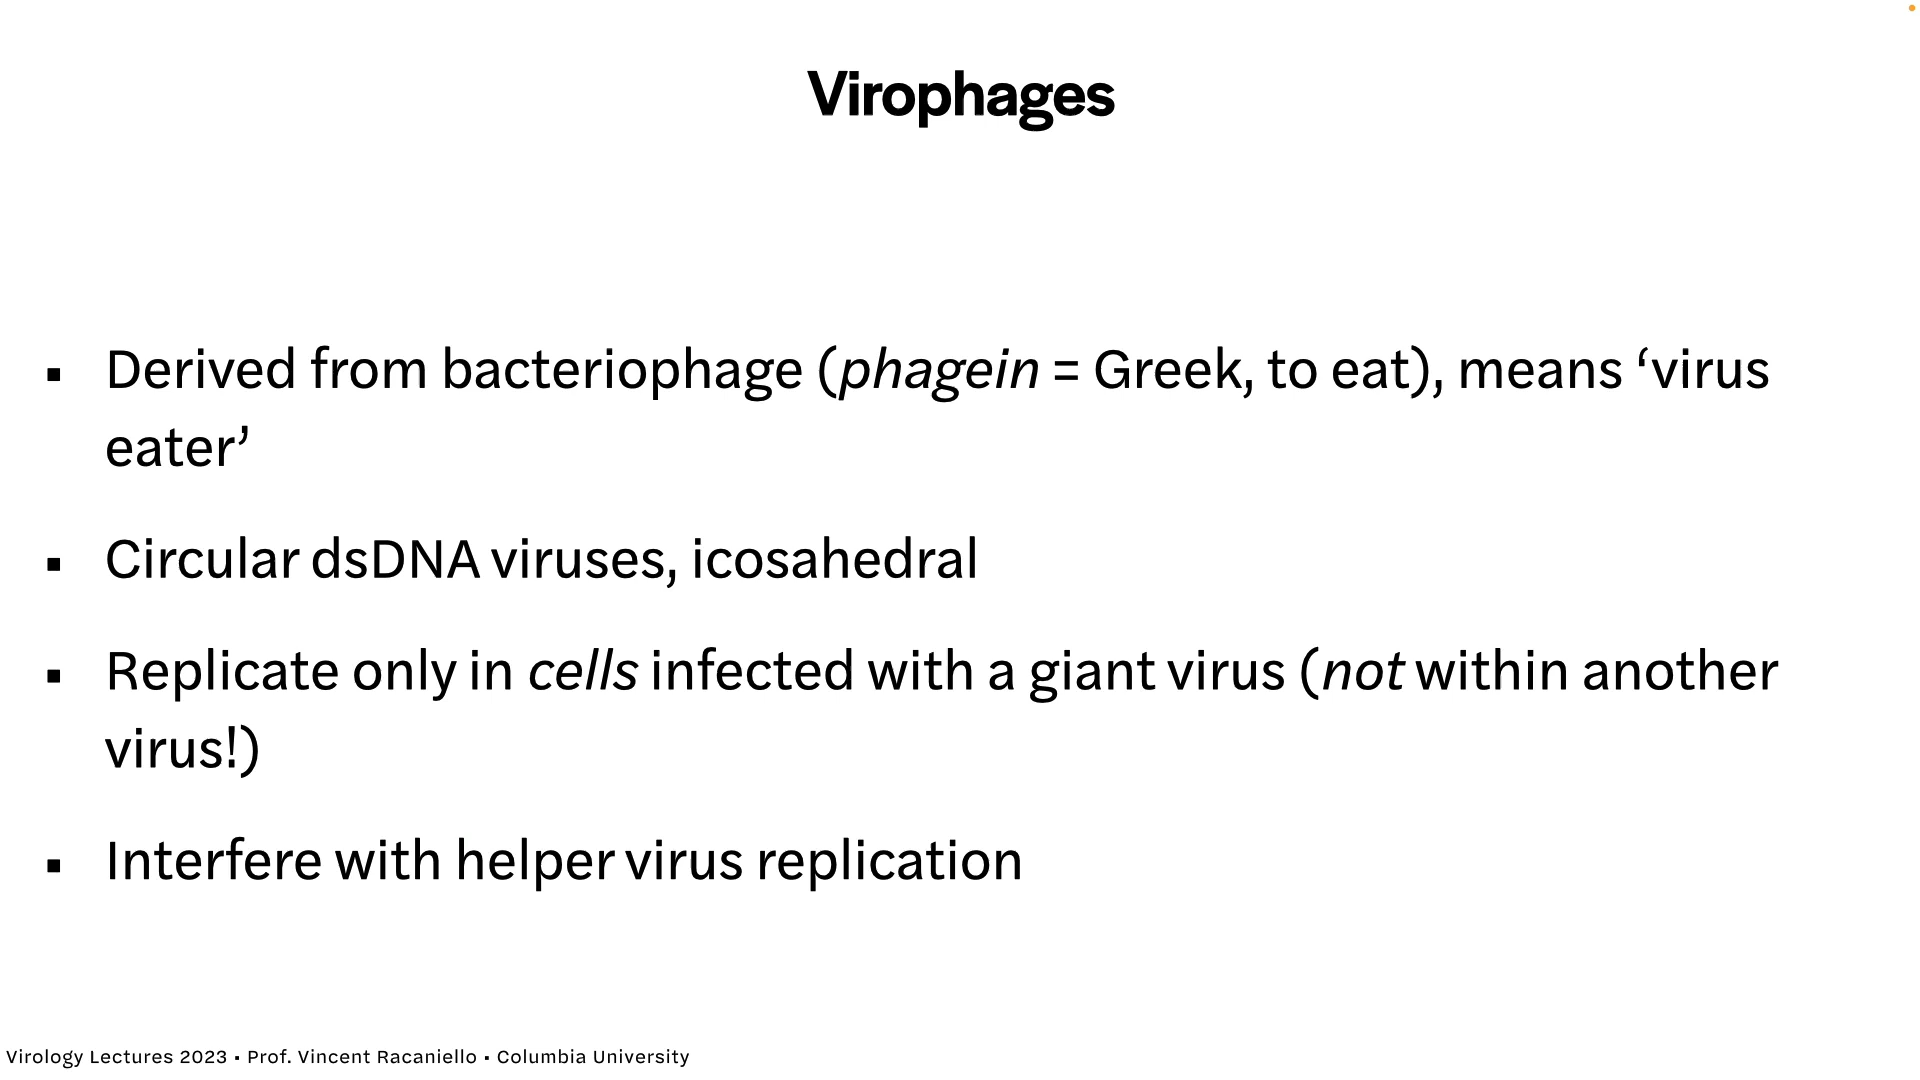 Virophages
▪ Derived from bacteriophage (phagein = Greek, to eat), means ‘virus
eater’
▪ Circular dsDNA viruses, icosahedral
▪ Replicate only in cells infected with a giant virus (not within another
virus!)
▪ Interfere with helper virus replication
Virology Lectures 2023 • Prof. Vincent Racaniello • Columbia University